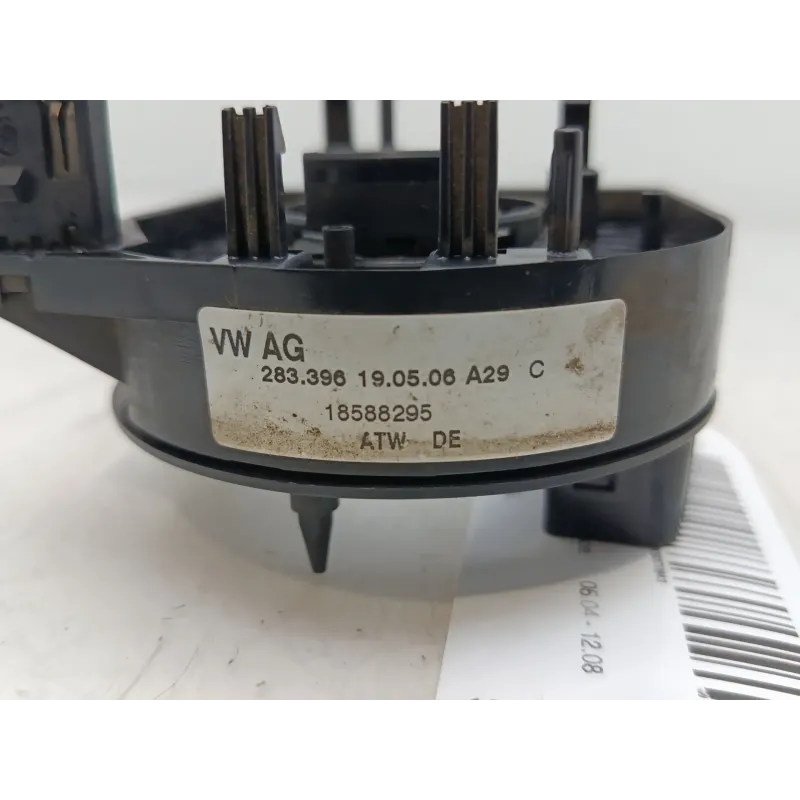 VW AG
283.396 19.05.06 A29 C
18588295
ATW DE
06.04 - 12.08